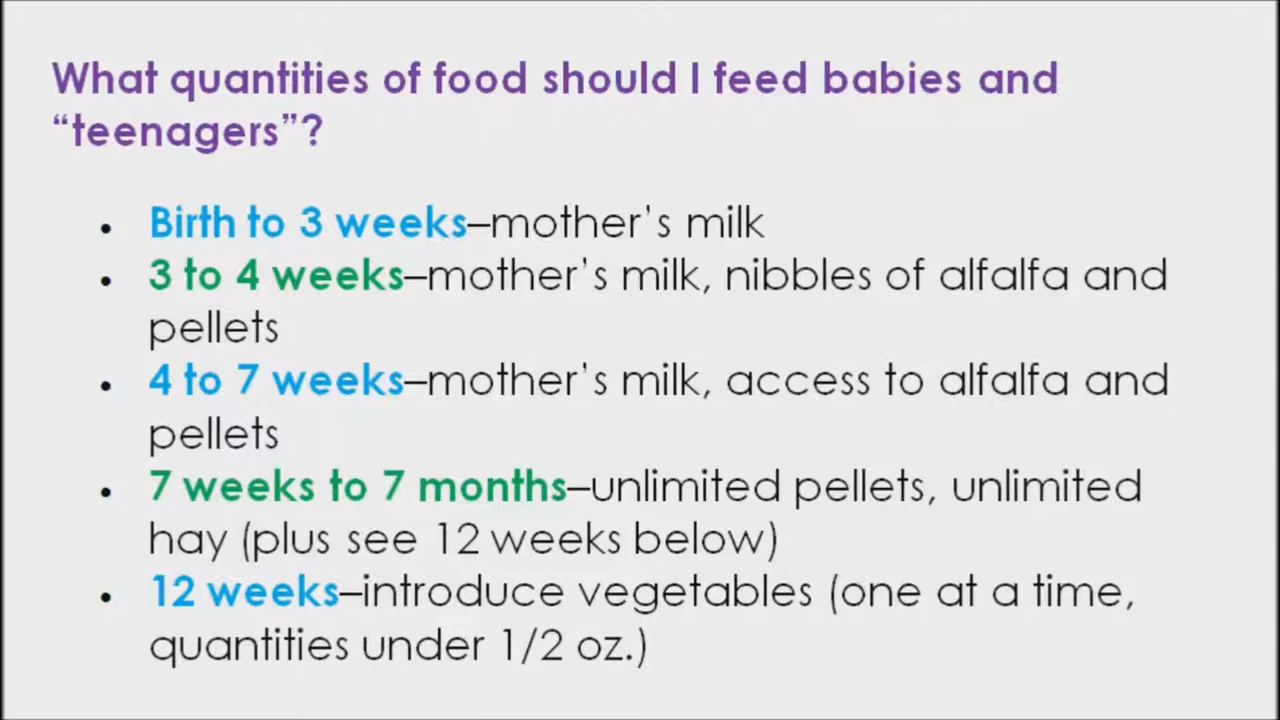 What quantities of food should I feed babies and
“teenagers”?
• Birth to 3 weeks–mother’s milk
• 3 to 4 weeks–mother’s milk, nibbles of alfalfa and
pellets
• 4 to 7 weeks–mother’s milk, access to alfalfa and
pellets
• 7 weeks to 7 months–unlimited pellets, unlimited
hay (plus see 12 weeks below)
• 12 weeks–introduce vegetables (one at a time,
quantities under 1/2 oz.)